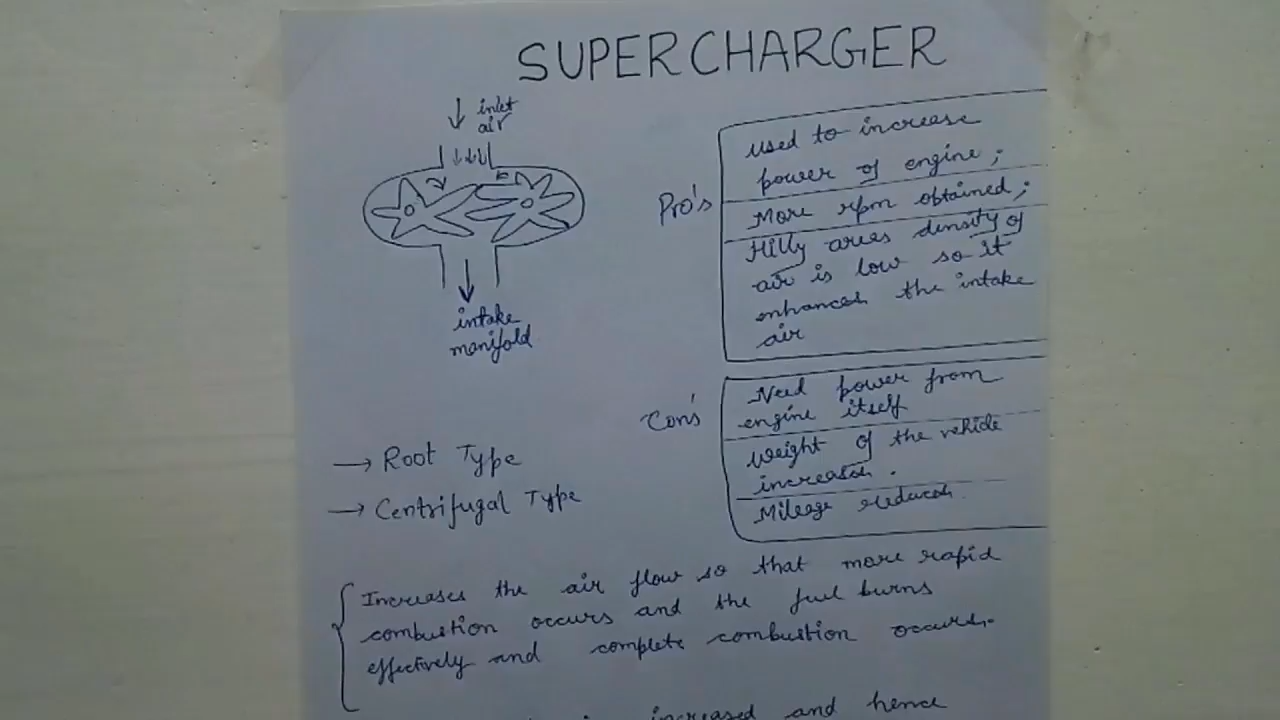 SUPERCHARGER
inlet
air
intake
manifold
Pro's
used to increase
power of engine;
More rpm obtained;
Hilly areas density of
air is low so it
enhances the intake
air
Con's
Need power from
engine itself
Weight of the vehicle
increases.
Mileage reduces.
→ Root Type
→ Centrifugal Type
Increases the air flow so that more rapid
combustion occurs and the fuel burns
effectively and complete combustion occurs.
increased and hence